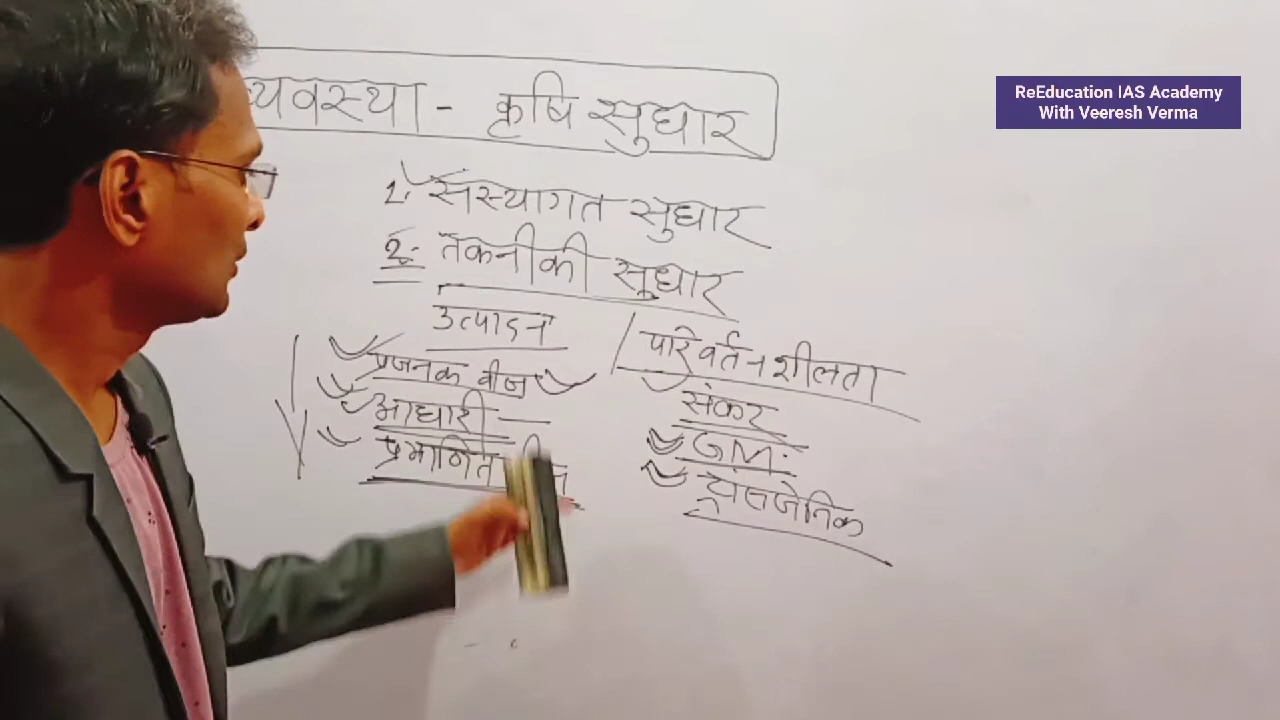 ReEducation IAS Academy
With Veeresh Verma
व्यवस्था - कृषि सुधार
1. संस्थागत सुधार
2. तकनीकी सुधार
उत्पादन / परिवर्तनशीलता
प्रजनक बीज
आधारी —
प्रमाणित
संकर
GM.
ट्रांसजेनिक